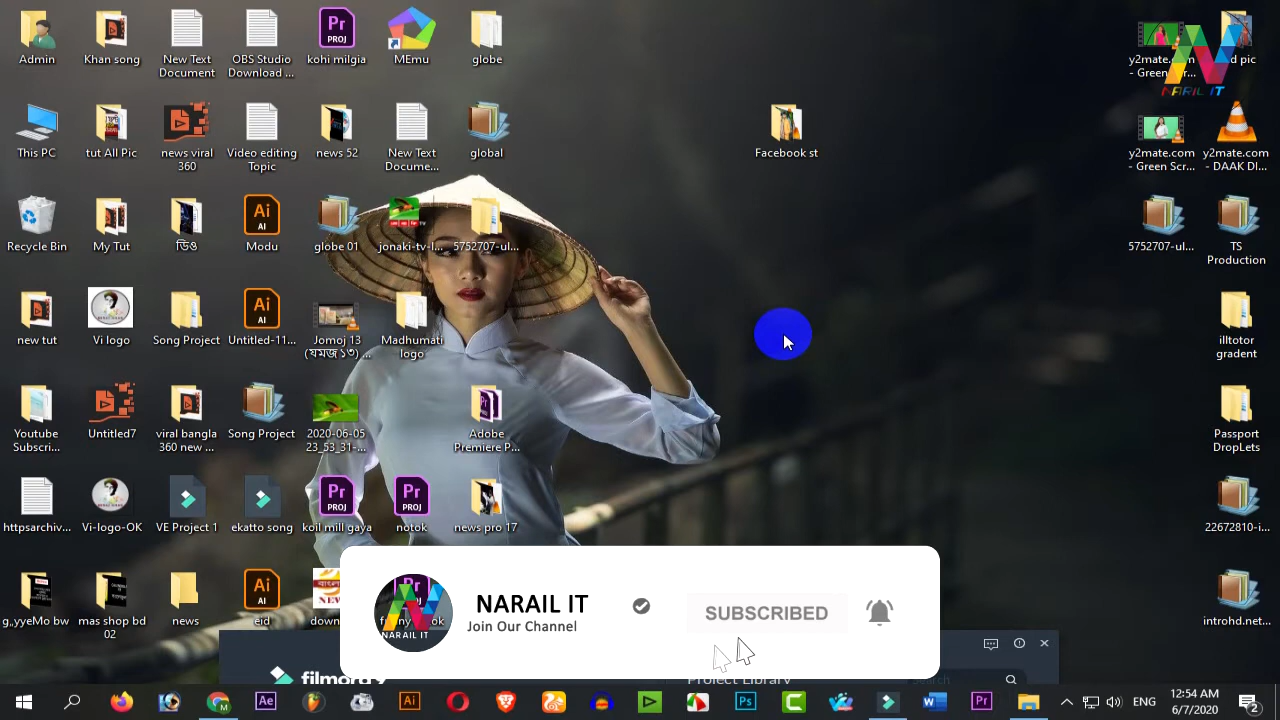 Admin
Khan song
New Text
Document
OBS Studio
Download ...
PROJ
kohi milgia
MEmu
globe
y2mate.com
- Green Scr...
d pic
NARAIL IT
This PC
tut All Pic
news viral
360
Video editing
Topic
news 52
New Text
Docume...
global
Facebook st
y2mate.com
- Green Scr...
y2mate.com
- DAAK DI...
Recycle Bin
My Tut
ডিও
Ai
AI
Modu
globe 01
jonaki-tv-l...
5752707-ul...
5752707-ul...
TS
Production
new tut
Vi logo
Song Project
Ai
AI
Untitled-11...
Jomoj 13
(যমজ ১৩) ...
Madhumati
logo
illtotor
gradent
Youtube
Subscri...
Untitled7
viral bangla
360 new ...
Song Project
2020-06-05
23_53_31-...
Adobe
Premiere P...
Passport
DropLets
httpsarchiv...
Vi-logo-OK
VE Project 1
ekatto song
Pr
PROJ
koil mill gaya
Pr
PROJ
notok
news pro 17
22672810-i...
g,,yypdo be
mas shop bd
02
news
Ai
AI
eid
introhd.net...
NARAIL IT
NARAIL IT
Join Our Channel
SUBSCRIBED
filmora9
Project Library
Search
Ae
Ai
Ps
Pr
ENG
12:54 AM
6/7/2020
2